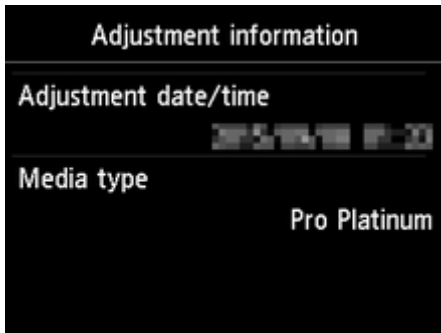 Adjustment information
Adjustment date/time
Media type
Pro Platinum